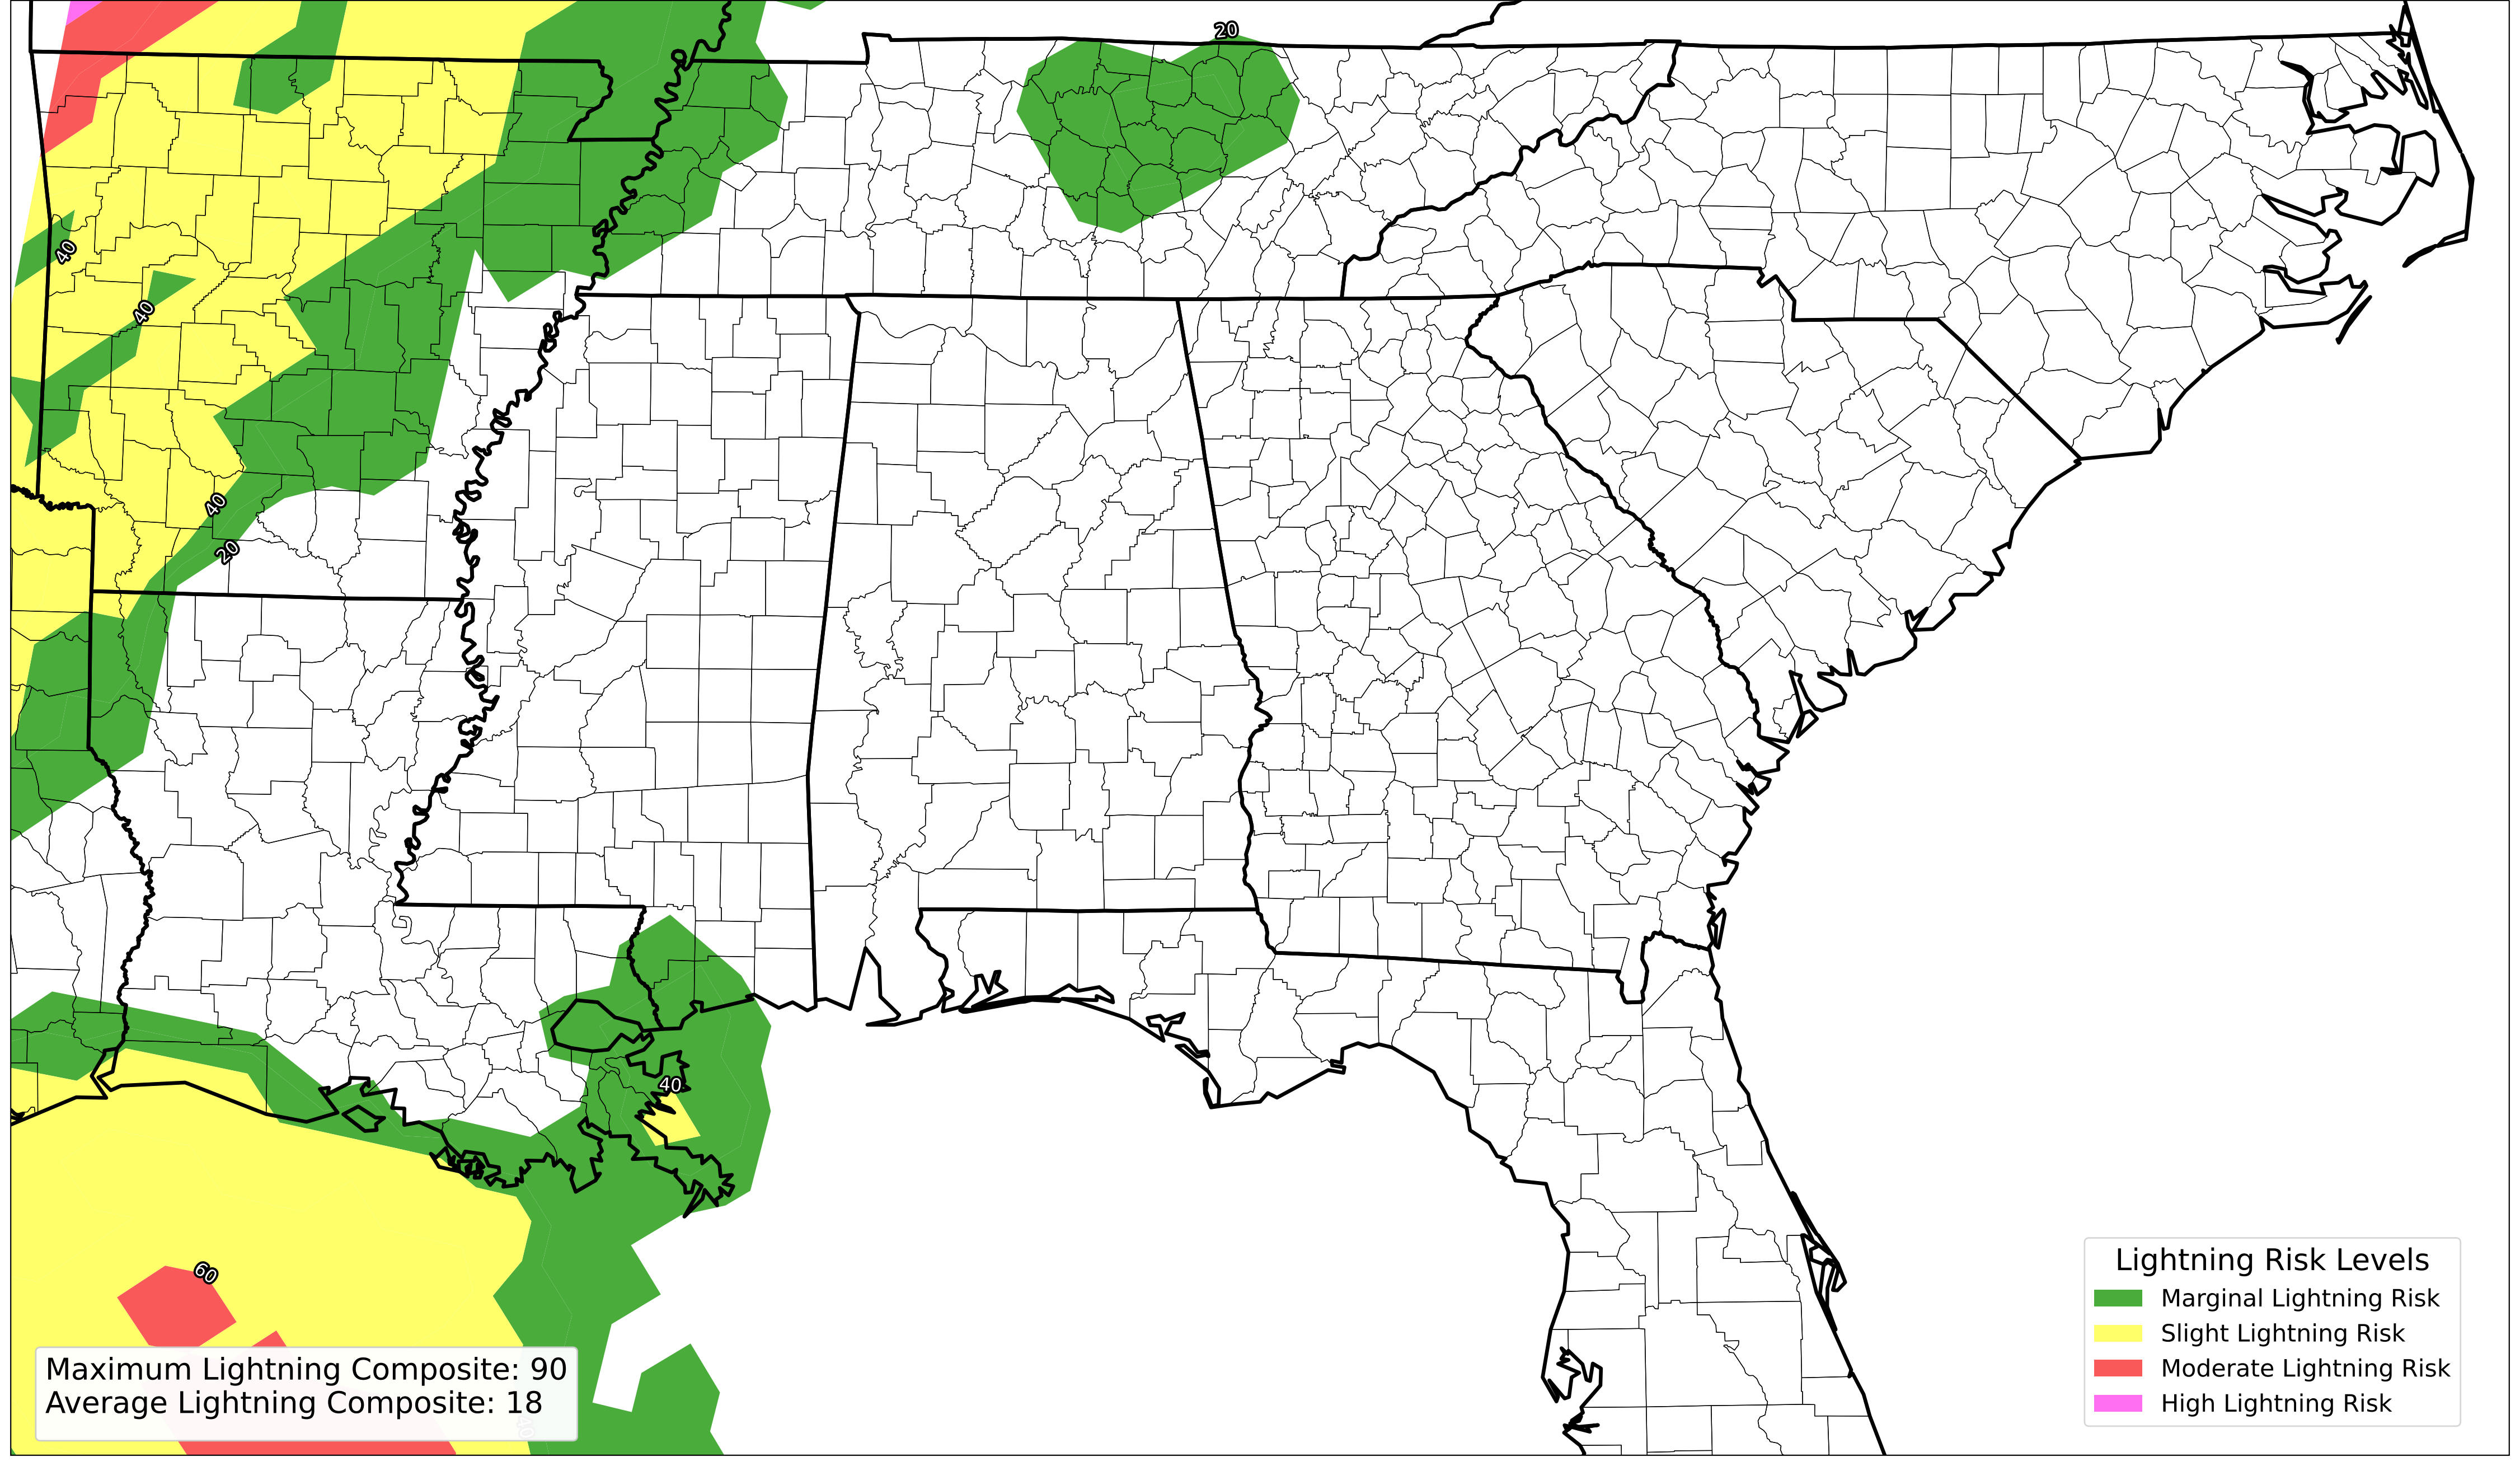 20
40
40
40
20
40
60
Lightning Risk Levels
Marginal Lightning Risk
Slight Lightning Risk
Moderate Lightning Risk
High Lightning Risk
Maximum Lightning Composite: 90
Average Lightning Composite: 18